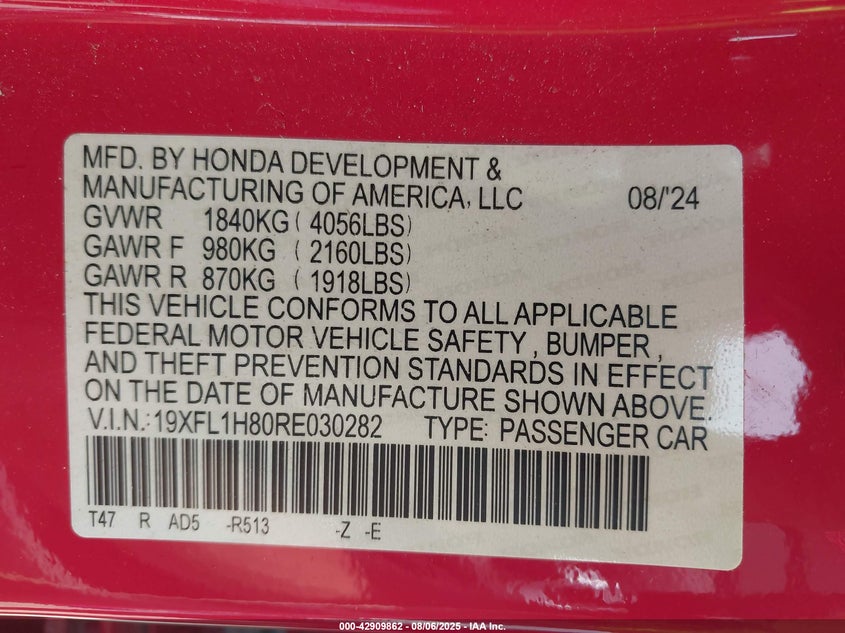 MFD. BY HONDA DEVELOPMENT &
MANUFACTURING OF AMERICA, LLC 08/'24
GVWR 1840KG ( 4056LBS)
GAWR F 980KG ( 2160LBS)
GAWR R 870KG ( 1918LBS)
THIS VEHICLE CONFORMS TO ALL APPLICABLE
FEDERAL MOTOR VEHICLE SAFETY , BUMPER ,
AND THEFT PREVENTION STANDARDS IN EFFECT
ON THE DATE OF MANUFACTURE SHOWN ABOVE.
V.I.N.: 19XFL1H80RE030282 TYPE: PASSENGER CAR
T47 R AD5 -R513 -Z -E
000-42909862 - 08/06/2025 - IAA Inc.